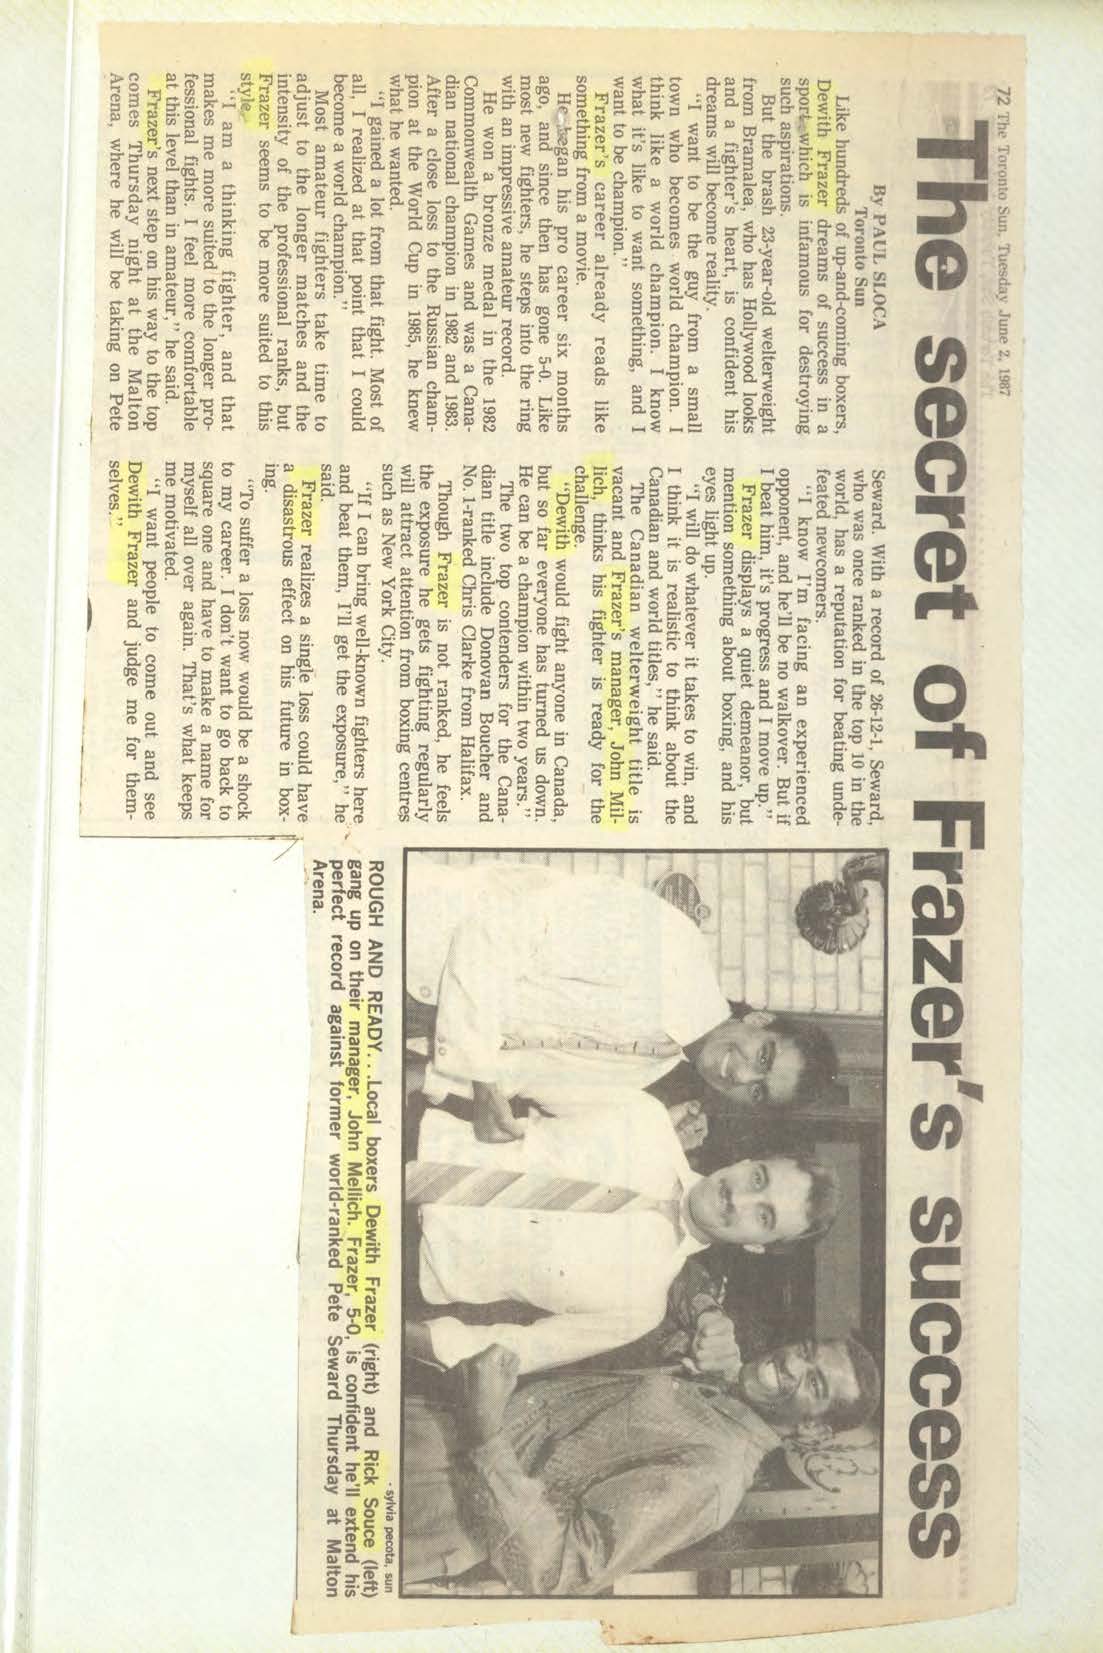 72 The Toronto Sun, Tuesday June 2, 1987
The secret of Frazer's success
By PAUL SLOCA
Toronto Sun
Like hundreds of up-and-coming boxers,
Dewith Frazer dreams of success in a
sport which is infamous for destroying
such aspirations.
But the brash 23-year-old welterweight
from Bramalea, who has Hollywood looks
and a fighter's heart, is confident his
dreams will become reality.
"I want to be the guy from a small
town who becomes world champion. I
think like a world champion. I know
what it's like to want something, and I
want to be champion."
Frazer's career already reads like
something from a movie.
He began his pro career six months
ago, and since then has gone 5-0. Like
most new fighters, he steps into the ring
with an impressive amateur record.
He won a bronze medal in the 1982
Commonwealth Games and was a Cana-
dian national champion in 1982 and 1983.
After a close loss to the Russian cham-
pion at the World Cup in 1985, he knew
what he wanted.
"I gained a lot from that fight. Most of
all, I realized at that point that I could
become a world champion."
Most amateur fighters take time to
adjust to the longer matches and the
intensity of the professional ranks, but
Frazer seems to be more suited to this
style.
"I am a thinking fighter, and that
makes me more suited to the longer pro-
fessional fights. I feel more comfortable
at this level than in amateur," he said.
Frazer's next step on his way to the top
comes Thursday night at the Malton
Arena, where he will be taking on Pete
Seward. With a record of 26-12-1, Seward,
who was once ranked in the top 10 in the
world, has a reputation for beating unde-
feated newcomers.
"I know I'm facing an experienced
opponent, and he'll be no walkover. But if
I beat him, it's progress and I move up."
Frazer displays a quiet demeanor, but
mention something about boxing, and his
eyes light up.
"I will do whatever it takes to win, and
I think it is realistic to think about the
Canadian and world titles," he said.
The Canadian welterweight title is
vacant and Frazer's manager, John Mil-
lich, thinks his fighter is ready for the
challenge.
"Dewith would fight anyone in Canada,
but so far everyone has turned us down.
He can be a champion within two years."
The two top contenders for the Cana-
dian title include Donovan Boucher and
No. 1-ranked Chris Clarke from Halifax.
Though Frazer is not ranked, he feels
the exposure he gets fighting regularly
will attract attention from boxing centres
such as New York City.
"If I can bring well-known fighters here
and beat them, I'll get the exposure," he
said.
Frazer realizes a single loss could have
a disastrous effect on his future in box-
ing.
"To suffer a loss now would be a shock
to my career. I don't want to go back to
square one and have to make a name for
myself all over again. That's what keeps
me motivated.
"I want people to come out and see
Dewith Frazer and judge me for them-
selves."
- sylvia pecota, sun
ROUGH AND READY. . .Local boxers Dewith Frazer (right) and Rick Souce (left)
gang up on their manager, John Mellich. Frazer, 5-0, is confident he'll extend his
perfect record against former world-ranked Pete Seward Thursday at Malton
Arena.